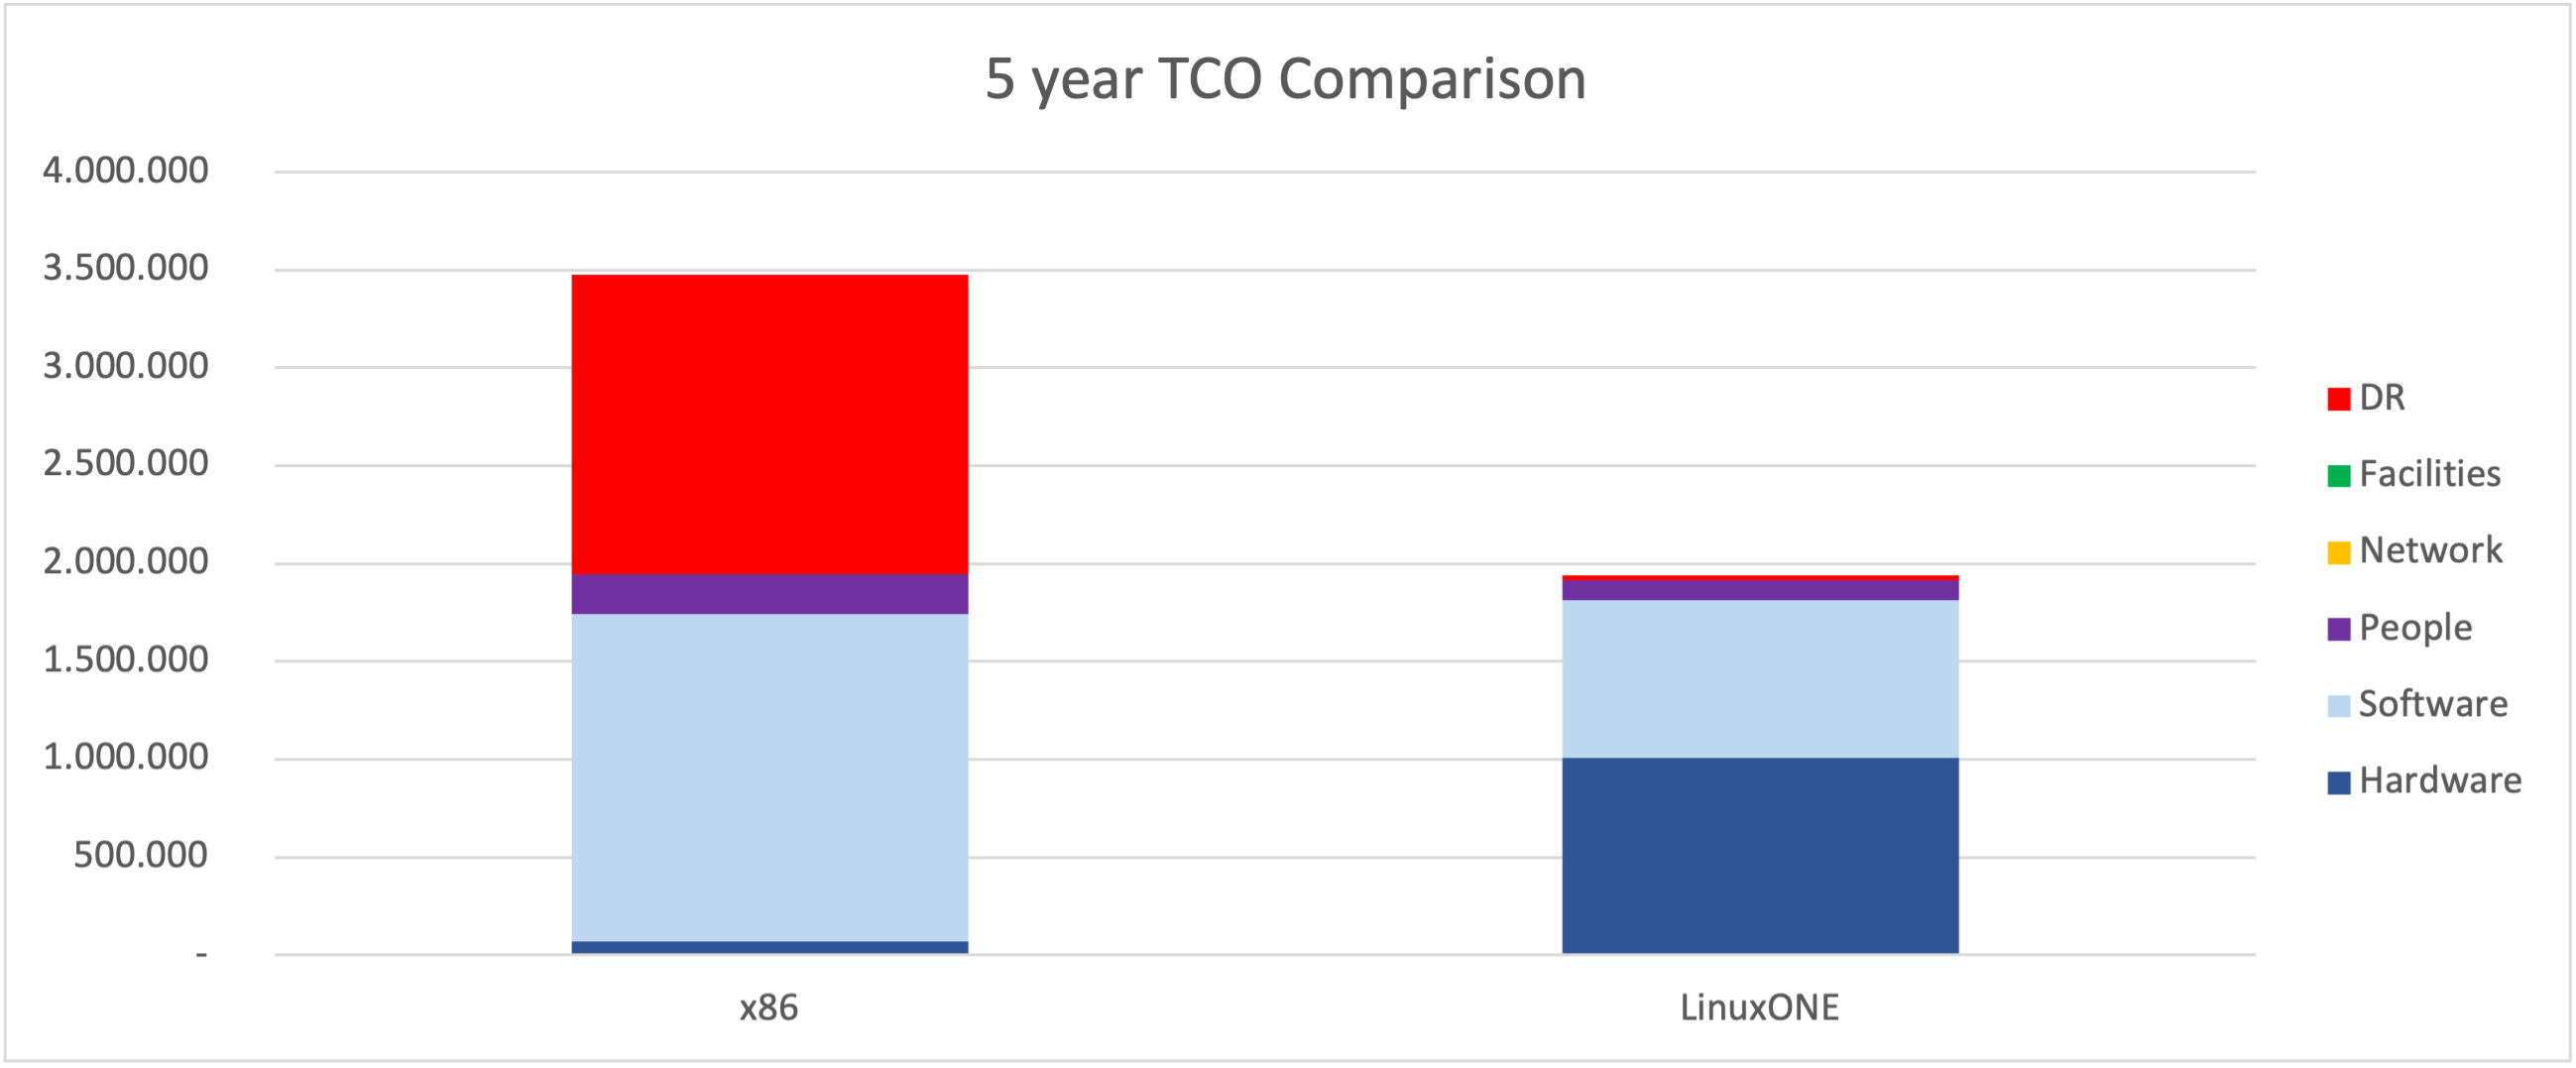 5 year TCO Comparison
4.000.000
3.500.000
3.000.000
2.500.000
2.000.000
1.500.000
1.000.000
500.000
-
x86
LinuxONE
DR
Facilities
Network
People
Software
Hardware